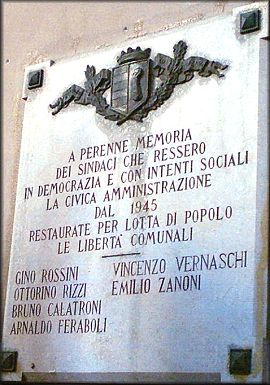 A PERENNE MEMORIA
DEI SINDACI CHE RESSERO
IN DEMOCRAZIA E CON INTENTI SOCIALI
LA CIVICA AMMINISTRAZIONE
DAL 1945
RESTAURATE PER LOTTA DI POPOLO
LE LIBERTÀ COMUNALI
GINO ROSSINI
OTTORINO RIZZI
BRUNO CALATRONI
ARNALDO FERABOLI
VINCENZO VERNASCHI
EMILIO ZANONI